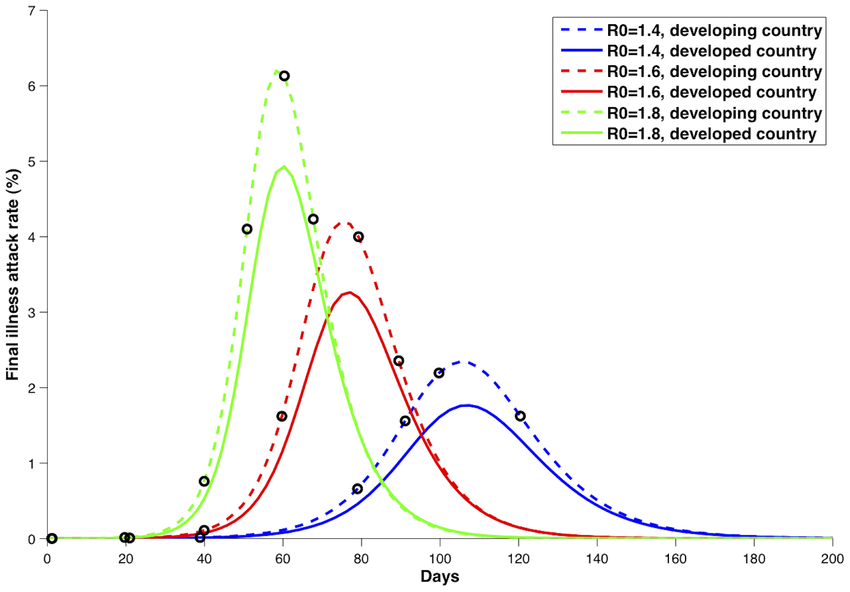 7
6
5
4
3
2
1
0
Final illness attack rate (%)
R0=1.4, developing country
R0=1.4, developed country
R0=1.6, developing country
R0=1.6, developed country
R0=1.8, developing country
R0=1.8, developed country
0 20 40 60 80 100 120 140 160 180 200
Days